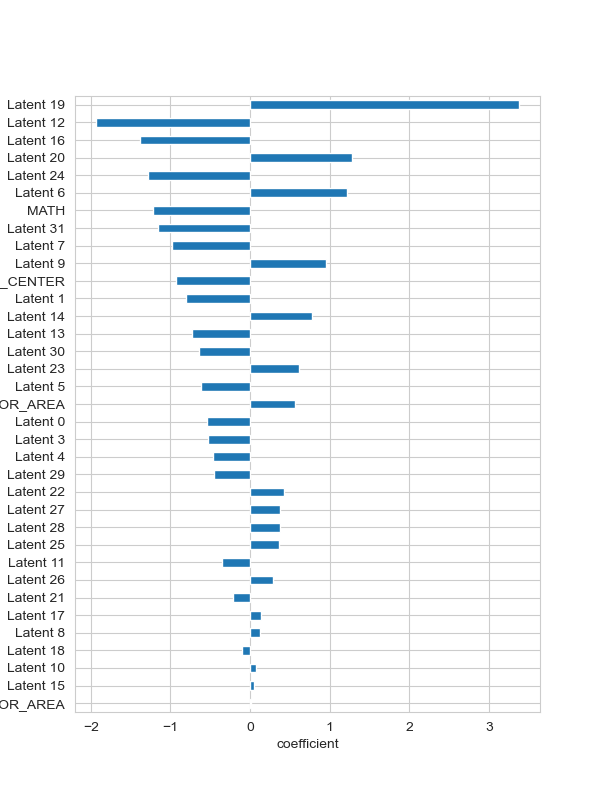 Latent 19
Latent 12
Latent 16
Latent 20
Latent 24
Latent 6
MATH
Latent 31
Latent 7
Latent 9
_CENTER
Latent 1
Latent 14
Latent 13
Latent 30
Latent 23
Latent 5
OR_AREA
Latent 0
Latent 3
Latent 4
Latent 29
Latent 22
Latent 27
Latent 28
Latent 25
Latent 11
Latent 26
Latent 21
Latent 17
Latent 8
Latent 18
Latent 10
Latent 15
OR_AREA
−2 −1 0 1 2 3
coefficient